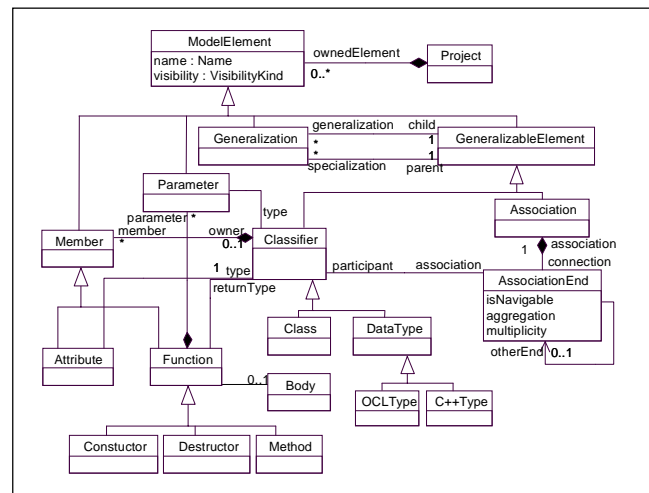 ModelElement
name : Name
visibility : VisibilityKind
ownedElement
0..*
Project
Generalization
generalization
child
*
1
*
1
specialization
parent
GeneralizableElement
Parameter
type
parameter
*
Association
Member
member
*
owner
0..1
Classifier
1
association
connection
1
type
returnType
participant
association
AssociationEnd
isNavigable
aggregation
multiplicity
otherEnd
0..1
Class
DataType
Attribute
Function
0..1
Body
OCLType
C++Type
Constuctor
Destructor
Method